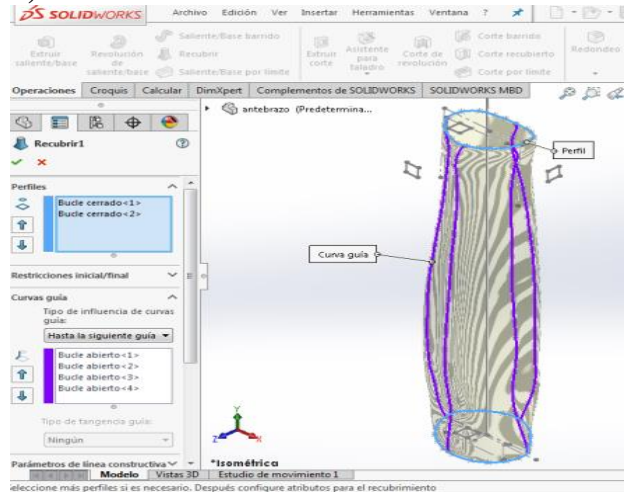 SOLIDWORKS
Archivo Edición Ver Insertar Herramientas Ventana ?
Extruir saliente/base
Revolución de saliente/base
Saliente/Base barrido
Recubrir
Saliente/Base por límite
Extruir corte
Asistente para taladro
Corte de revolución
Corte barrido
Corte recubierto
Corte por límite
Redondeo
Operaciones Croquis Calcular DimXpert Complementos de SOLIDWORKS SOLIDWORKS MBD
antebrazo (Predetermina...
Recubrir1
Perfiles
Bucle cerrado<1>
Bucle cerrado<2>
Restricciones inicial/final
Curvas guía
Tipo de influencia de curvas guía:
Hasta la siguiente guía
Bucle abierto<1>
Bucle abierto<2>
Bucle abierto<3>
Bucle abierto<4>
Tipo de tangencia guía:
Ningún
Parámetros de línea constructiva
Perfil
Curva guía
Y
Z
X
*Isométrica
Modelo Vistas 3D Estudio de movimiento 1
eleccione más perfiles si es necesario. Después configure atributos para el recubrimiento